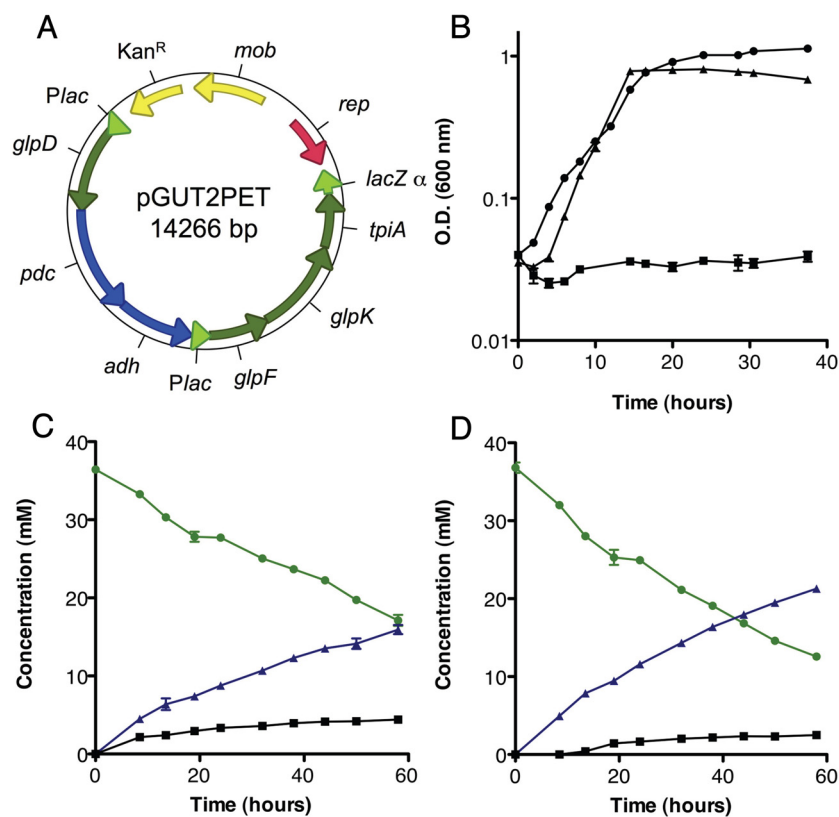 A
Kanᴿ
mob
Plac
rep
glpD
lacZ α
pGUT2PET
14266 bp
tpiA
pdc
glpK
adh
Plac
glpF
B
O.D. (600 nm)
1
0.1
0.01
0
10
20
30
40
Time (hours)
C
Concentration (mM)
40
30
20
10
0
0
20
40
60
Time (hours)
D
Concentration (mM)
40
30
20
10
0
0
20
40
60
Time (hours)